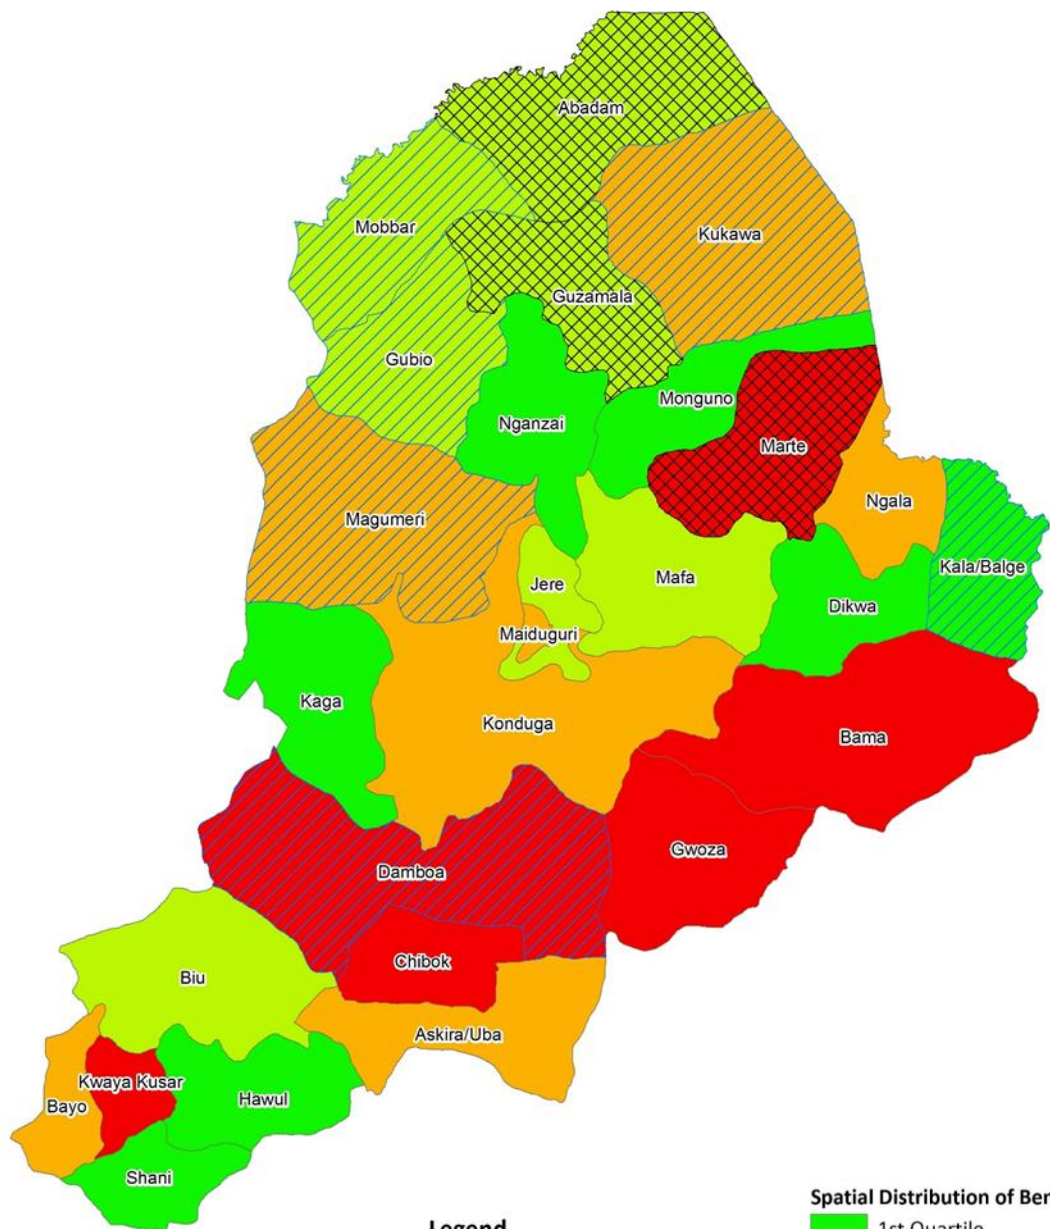 Abadam
Mobbar
Kukawa
Guzamala
Gubio
Monguno
Nganzai
Marte
Ngala
Magumeri
Kala/Balge
Jere
Mafa
Dikwa
Maiduguri
Kaga
Konduga
Bama
Gwoza
Damboa
Chibok
Biu
Askira/Uba
Kwaya Kusar
Hawul
Bayo
Shani
Spatial Distribution of Ber
Legend
1st Quartile